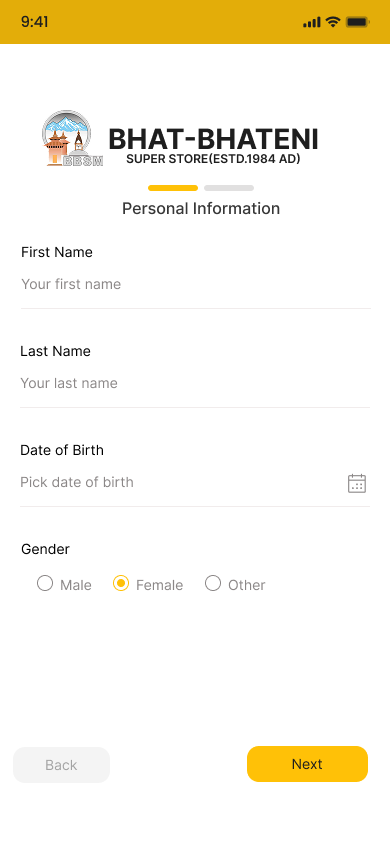 9:41
BHAT-BHATENI
BBSM
SUPER STORE(ESTD.1984 AD)
Personal Information
First Name
Your first name
Last Name
Your last name
Date of Birth
Pick date of birth
Gender
Male Female Other
Back Next